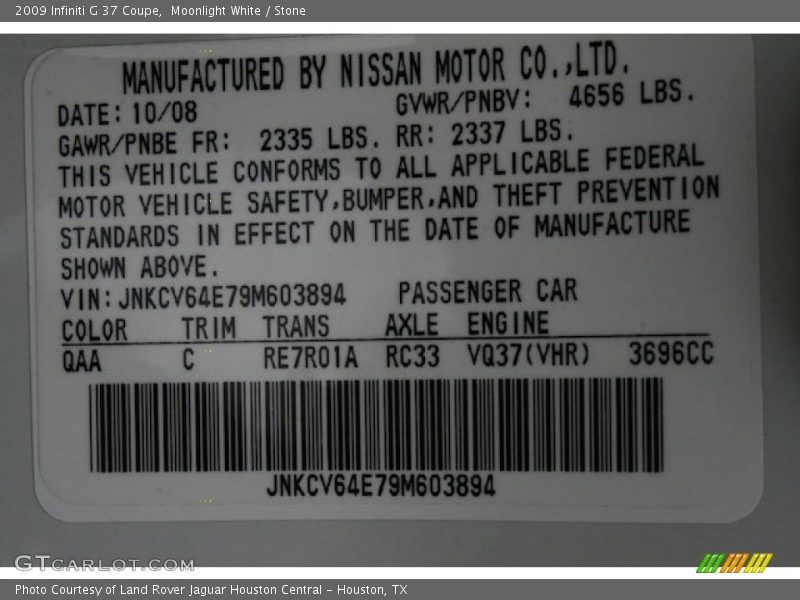 2009 Infiniti G 37 Coupe,  Moonlight White / Stone
MANUFACTURED BY NISSAN MOTOR CO.,LTD.
DATE: 10/08 GVWR/PNBV: 4656 LBS.
GAWR/PNBE FR: 2335 LBS. RR: 2337 LBS.
THIS VEHICLE CONFORMS TO ALL APPLICABLE FEDERAL
MOTOR VEHICLE SAFETY,BUMPER,AND THEFT PREVENTION
STANDARDS IN EFFECT ON THE DATE OF MANUFACTURE
SHOWN ABOVE.
VIN: JNKCV64E79M603894 PASSENGER CAR
COLOR TRIM TRANS AXLE ENGINE
QAA C RE7R01A RC33 VQ37(VHR) 3696CC
JNKCV64E79M603894
GTCARLOT.COM
Photo Courtesy of Land Rover Jaguar Houston Central – Houston, TX